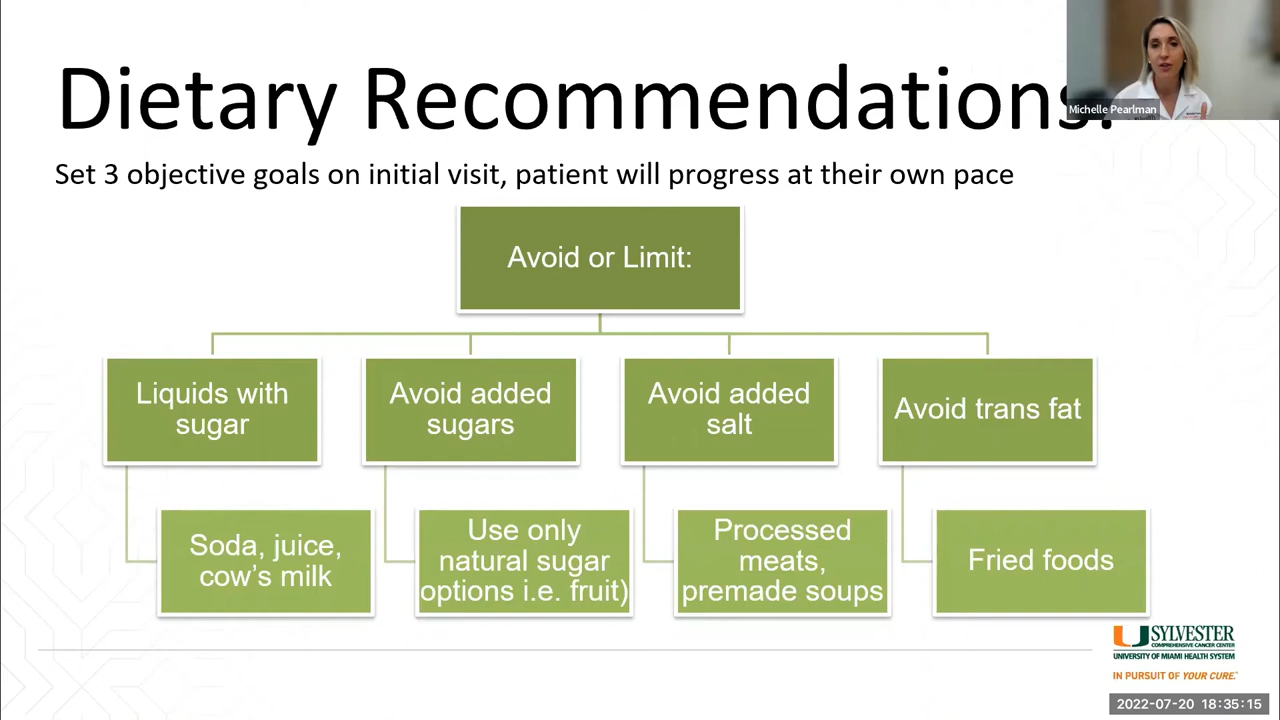 Dietary Recommendations:
Michelle Pearlman
Set 3 objective goals on initial visit, patient will progress at their own pace
Avoid or Limit:
Liquids with
sugar
Avoid added
sugars
Avoid added
salt
Avoid trans fat
Soda, juice,
cow's milk
Use only
natural sugar
options i.e. fruit)
Processed
meats,
premade soups
Fried foods
SYLVESTER
COMPREHENSIVE CANCER CENTER
UNIVERSITY OF MIAMI HEALTH SYSTEM
IN PURSUIT OF YOUR CURE.
2022-07-20 18:35:15